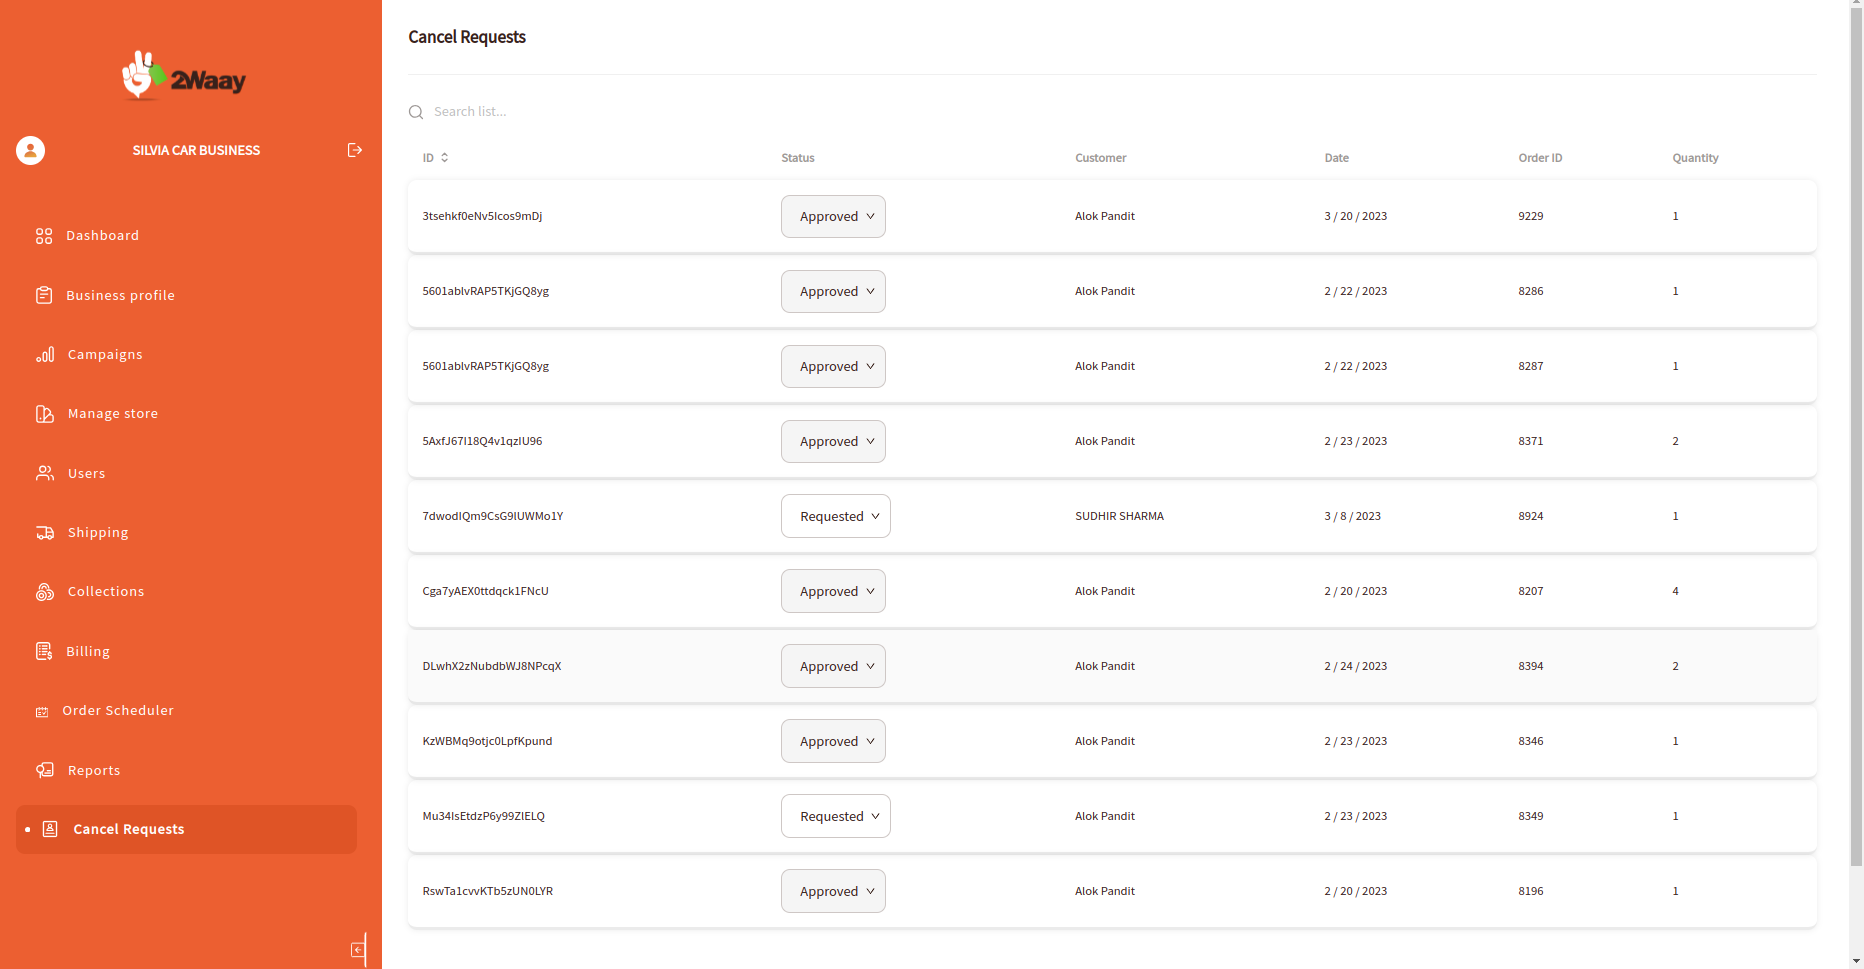 2Waay
SILVIA CAR BUSINESS
Dashboard
Business profile
Campaigns
Manage store
Users
Shipping
Collections
Billing
Order Scheduler
Reports
Cancel Requests
Cancel Requests
Search list...
ID Status Customer Date Order ID Quantity
3tsehkf0eNv5Icos9mDj Approved Alok Pandit 3 / 20 / 2023 9229 1
5601ablvRAP5TKjGQ8yg Approved Alok Pandit 2 / 22 / 2023 8286 1
5601ablvRAP5TKjGQ8yg Approved Alok Pandit 2 / 22 / 2023 8287 1
5AxfJ67I18Q4v1qzIU96 Approved Alok Pandit 2 / 23 / 2023 8371 2
7dwodIQm9CsG9lUWMo1Y Requested SUDHIR SHARMA 3 / 8 / 2023 8924 1
Cga7yAEX0ttdqck1FNcU Approved Alok Pandit 2 / 20 / 2023 8207 4
DLwhX2zNubdbWJ8NPcqX Approved Alok Pandit 2 / 24 / 2023 8394 2
KzWBMq9otjc0LpfKpund Approved Alok Pandit 2 / 23 / 2023 8346 1
Mu34IsEtdzP6y99ZlELQ Requested Alok Pandit 2 / 23 / 2023 8349 1
RswTa1cvvKTb5zUN0LYR Approved Alok Pandit 2 / 20 / 2023 8196 1